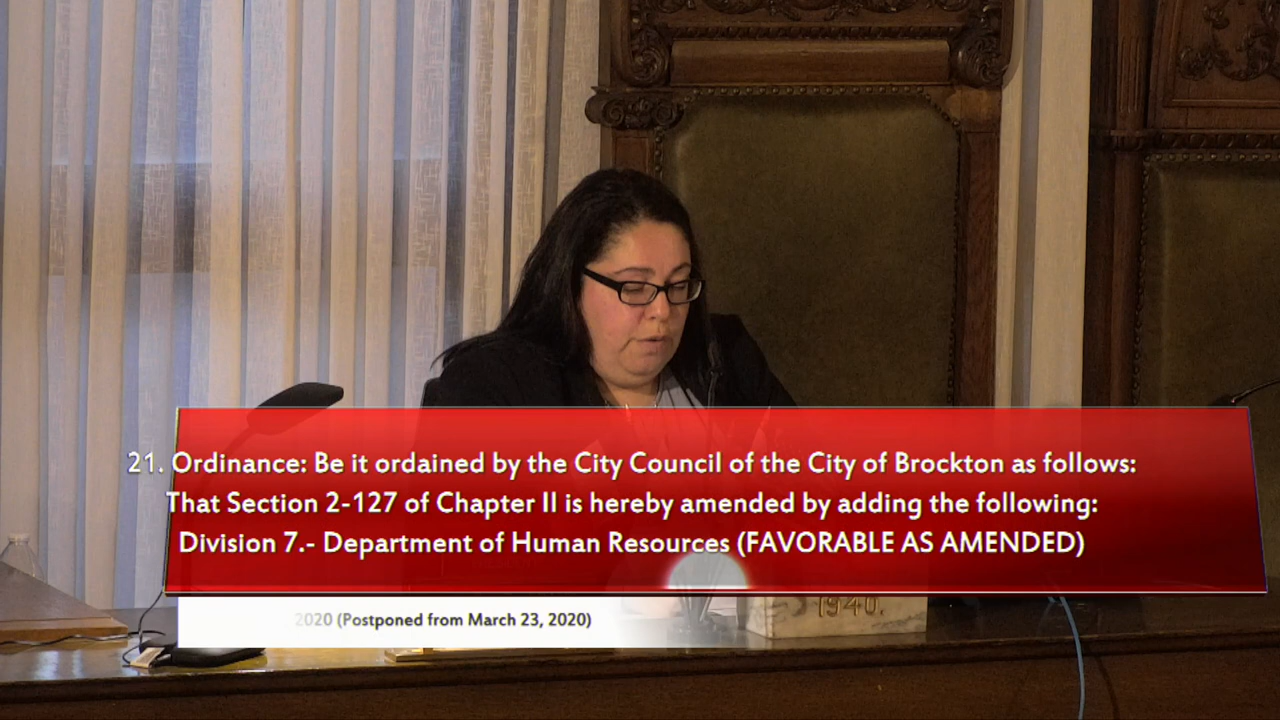 21. Ordinance: Be it ordained by the City Council of the City of Brockton as follows:
That Section 2-127 of Chapter II is hereby amended by adding the following:
Division 7.- Department of Human Resources (FAVORABLE AS AMENDED)
1940.
2020 (Postponed from March 23, 2020)